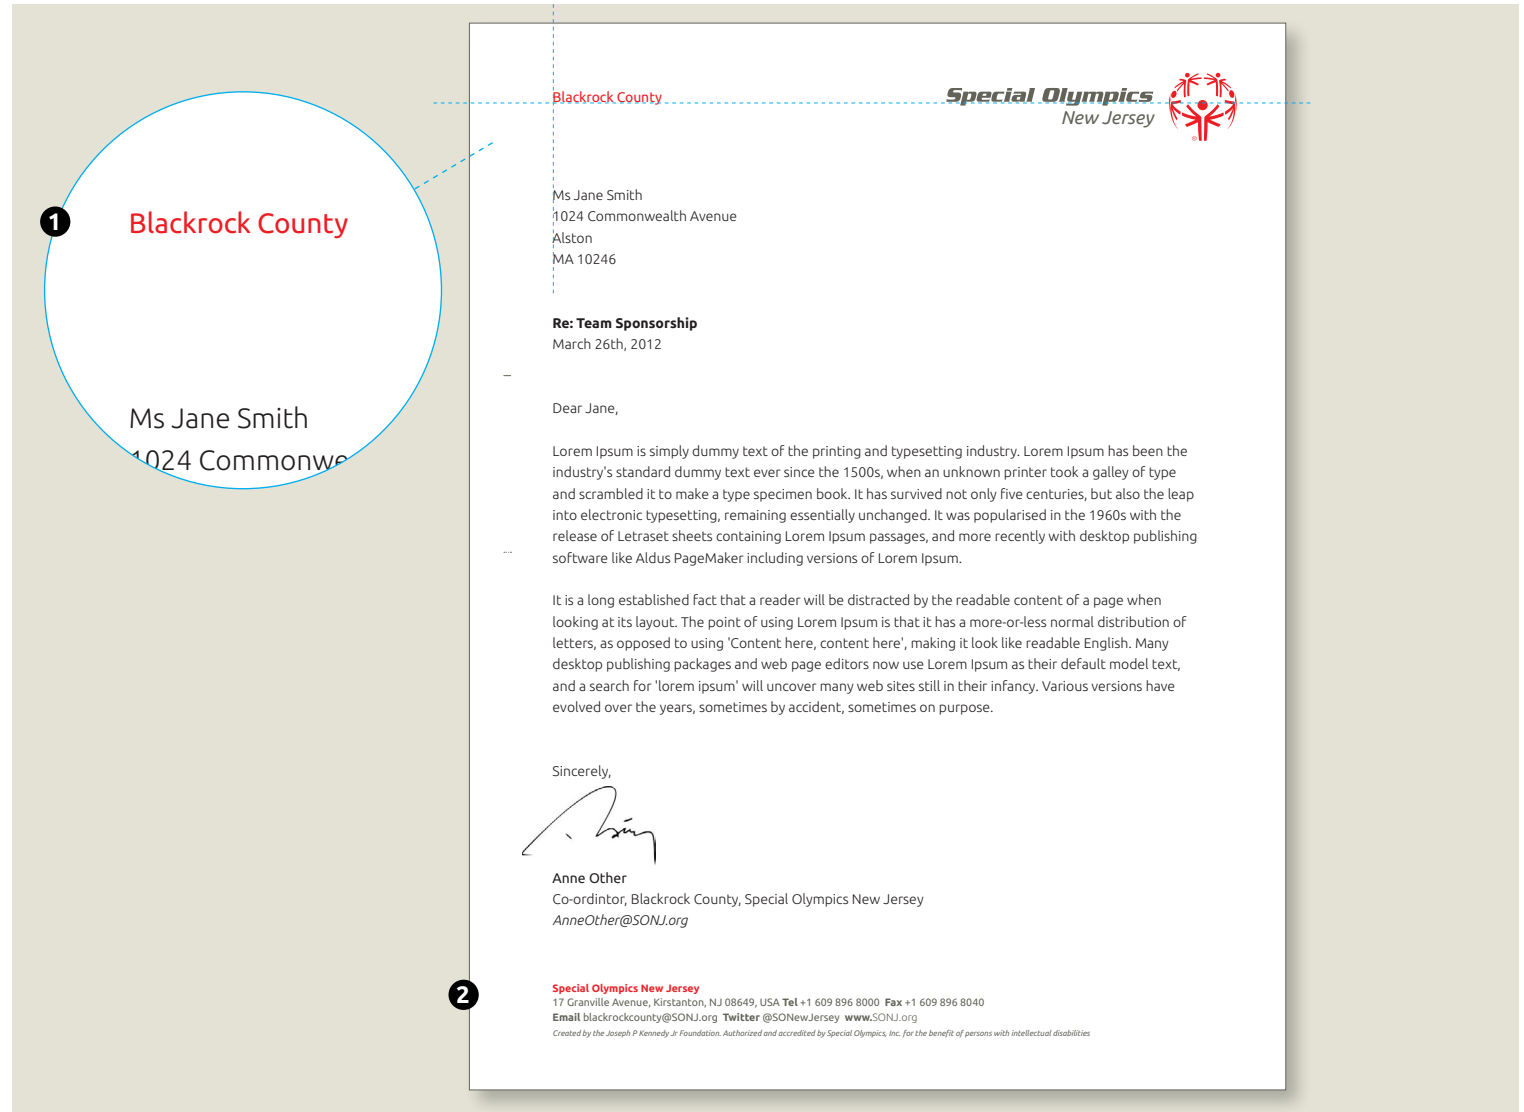 1
Blackrock County
Ms Jane Smith
1024 Commonwe
Blackrock County
Special Olympics
New Jersey
®
Ms Jane Smith
1024 Commonwealth Avenue
Alston
MA 10246
Re: Team Sponsorship
March 26th, 2012
Dear Jane,
Lorem Ipsum is simply dummy text of the printing and typesetting industry. Lorem Ipsum has been the
industry's standard dummy text ever since the 1500s, when an unknown printer took a galley of type
and scrambled it to make a type specimen book. It has survived not only five centuries, but also the leap
into electronic typesetting, remaining essentially unchanged. It was popularised in the 1960s with the
release of Letraset sheets containing Lorem Ipsum passages, and more recently with desktop publishing
software like Aldus PageMaker including versions of Lorem Ipsum.
It is a long established fact that a reader will be distracted by the readable content of a page when
looking at its layout. The point of using Lorem Ipsum is that it has a more-or-less normal distribution of
letters, as opposed to using 'Content here, content here', making it look like readable English. Many
desktop publishing packages and web page editors now use Lorem Ipsum as their default model text,
and a search for 'lorem ipsum' will uncover many web sites still in their infancy. Various versions have
evolved over the years, sometimes by accident, sometimes on purpose.
Sincerely,
Anne Other
Co-ordintor, Blackrock County, Special Olympics New Jersey
AnneOther@SONJ.org
2
Special Olympics New Jersey
17 Granville Avenue, Kirstanton, NJ 08649, USA Tel +1 609 896 8000 Fax +1 609 896 8040
Email blackrockcounty@SONJ.org Twitter @SONewJersey www.SONJ.org
Created by the Joseph P Kennedy Jr Foundation. Authorized and accredited by Special Olympics, Inc. for the benefit of persons with intellectual disabilities